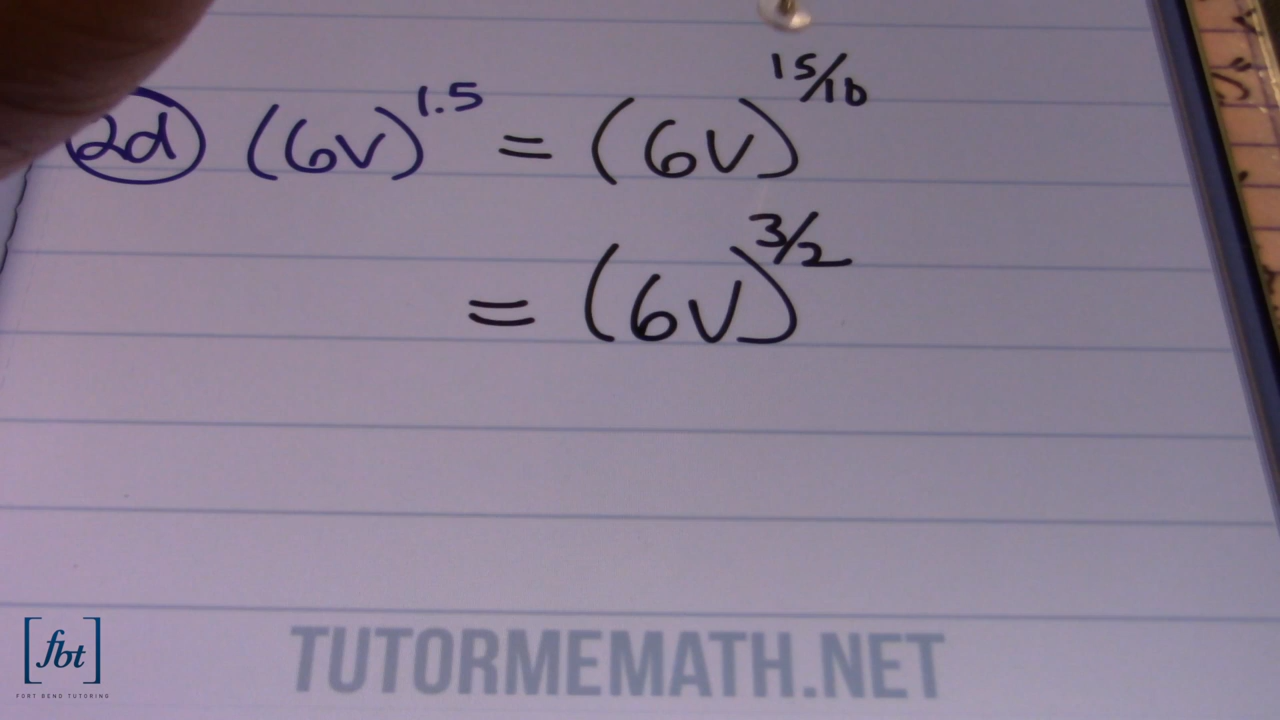 2d) (6v)^1.5 = (6v)^15/10
= (6v)^3/2
[fbt]
FORT BEND TUTORING
TUTORMEMATH.NET